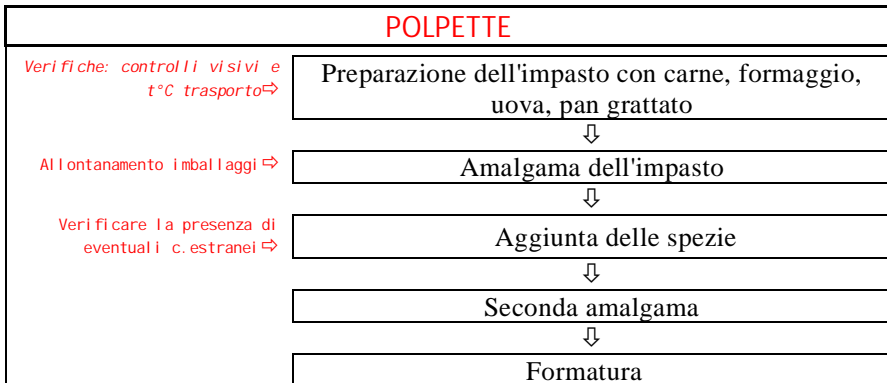 POLPETTE
Verifiche: controlli visivi e
t°C trasporto⇨
Preparazione dell'impasto con carne, formaggio,
uova, pan grattato
⇩
Allontanamento imballaggi⇨
Amalgama dell'impasto
⇩
Verificare la presenza di
eventuali c.estranei⇨
Aggiunta delle spezie
⇩
Seconda amalgama
⇩
Formatura